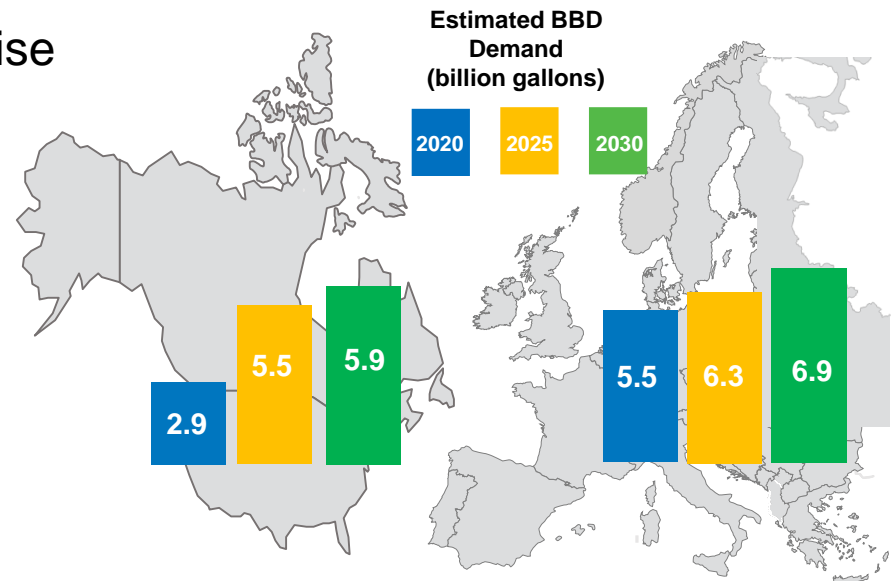 ise
Estimated BBD
Demand
(billion gallons)
2020 2025 2030
2.9 5.5 5.9
5.5 6.3 6.9